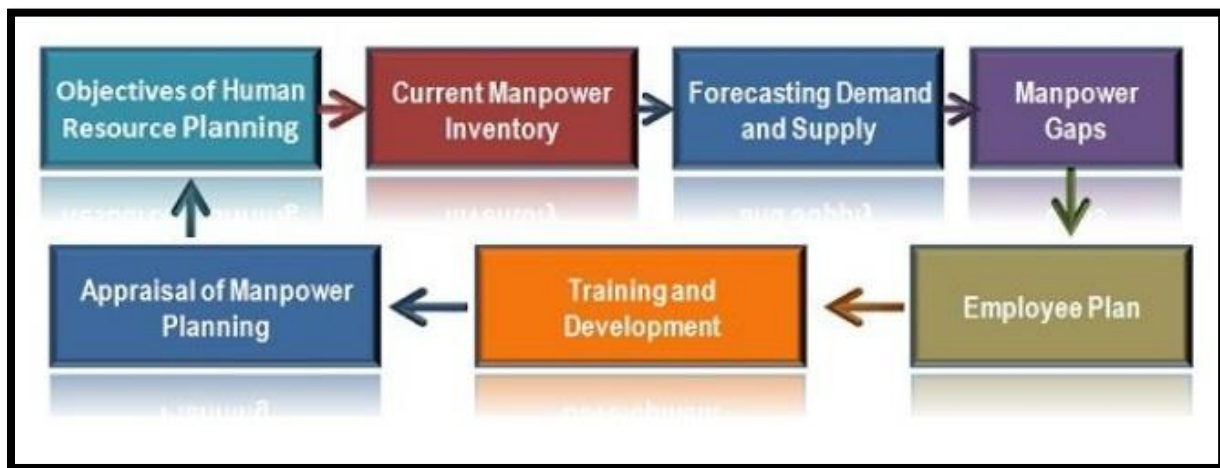 Objectives of Human
Resource Planning
Current Manpower
Inventory
Forecasting Demand
and Supply
Manpower
Gaps
Employee Plan
Training and
Development
Appraisal of Manpower
Planning